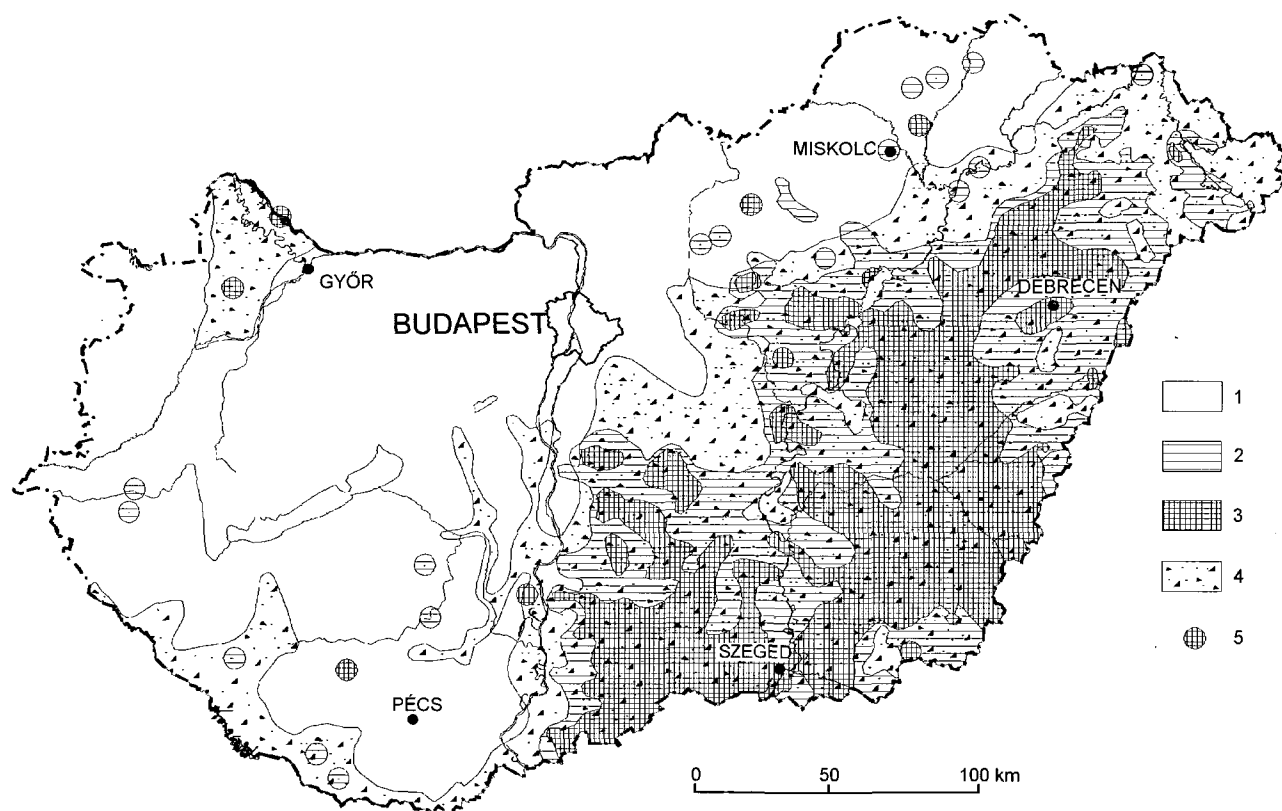 MISKOLC
GYŐR
DEBRECEN
BUDAPEST
1
2
3
4
SZEGED
5
PÉCS
0 50 100 km